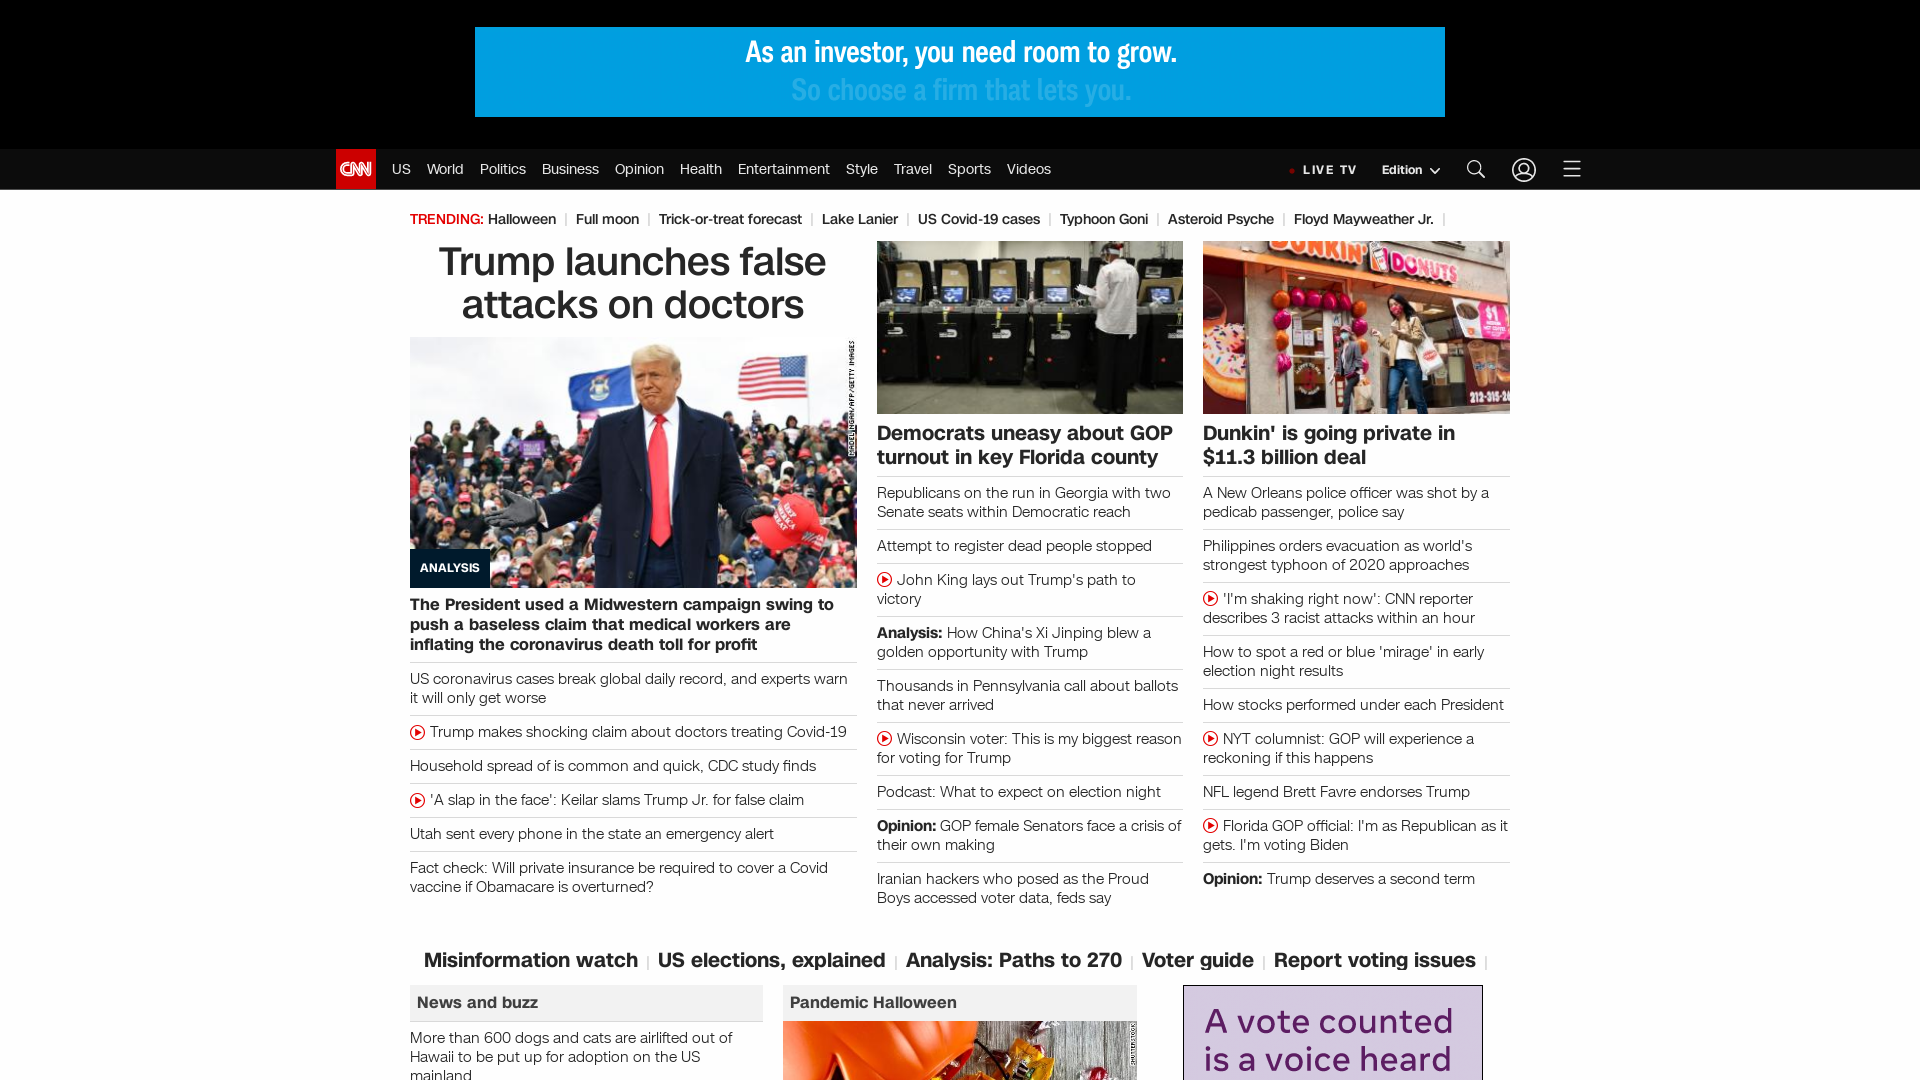 As an investor, you need room to grow.
So choose a firm that lets you.
CNN
US World Politics Business Opinion Health Entertainment Style Travel Sports Videos
LIVE TV Edition
TRENDING: Halloween | Full moon | Trick-or-treat forecast | Lake Lanier | US Covid-19 cases | Typhoon Goni | Asteroid Psyche | Floyd Mayweather Jr. |
Trump launches false
attacks on doctors
ANALYSIS
The President used a Midwestern campaign swing to
push a baseless claim that medical workers are
inflating the coronavirus death toll for profit
US coronavirus cases break global daily record, and experts warn
it will only get worse
Trump makes shocking claim about doctors treating Covid-19
Household spread of is common and quick, CDC study finds
'A slap in the face': Keilar slams Trump Jr. for false claim
Utah sent every phone in the state an emergency alert
Fact check: Will private insurance be required to cover a Covid
vaccine if Obamacare is overturned?
Democrats uneasy about GOP
turnout in key Florida county
Republicans on the run in Georgia with two
Senate seats within Democratic reach
Attempt to register dead people stopped
John King lays out Trump's path to
victory
Analysis: How China's Xi Jinping blew a
golden opportunity with Trump
Thousands in Pennsylvania call about ballots
that never arrived
Wisconsin voter: This is my biggest reason
for voting for Trump
Podcast: What to expect on election night
Opinion: GOP female Senators face a crisis of
their own making
Iranian hackers who posed as the Proud
Boys accessed voter data, feds say
DUNKIN' DONUTS
$1
Dunkin' is going private in
$11.3 billion deal
A New Orleans police officer was shot by a
pedicab passenger, police say
Philippines orders evacuation as world's
strongest typhoon of 2020 approaches
'I'm shaking right now': CNN reporter
describes 3 racist attacks within an hour
How to spot a red or blue 'mirage' in early
election night results
How stocks performed under each President
NYT columnist: GOP will experience a
reckoning if this happens
NFL legend Brett Favre endorses Trump
Florida GOP official: I'm as Republican as it
gets. I'm voting Biden
Opinion: Trump deserves a second term
Misinformation watch | US elections, explained | Analysis: Paths to 270 | Voter guide | Report voting issues |
News and buzz
More than 600 dogs and cats are airlifted out of
Hawaii to be put up for adoption on the US
mainland
Pandemic Halloween
SHUTTERSTOCK
A vote counted
is a voice heard